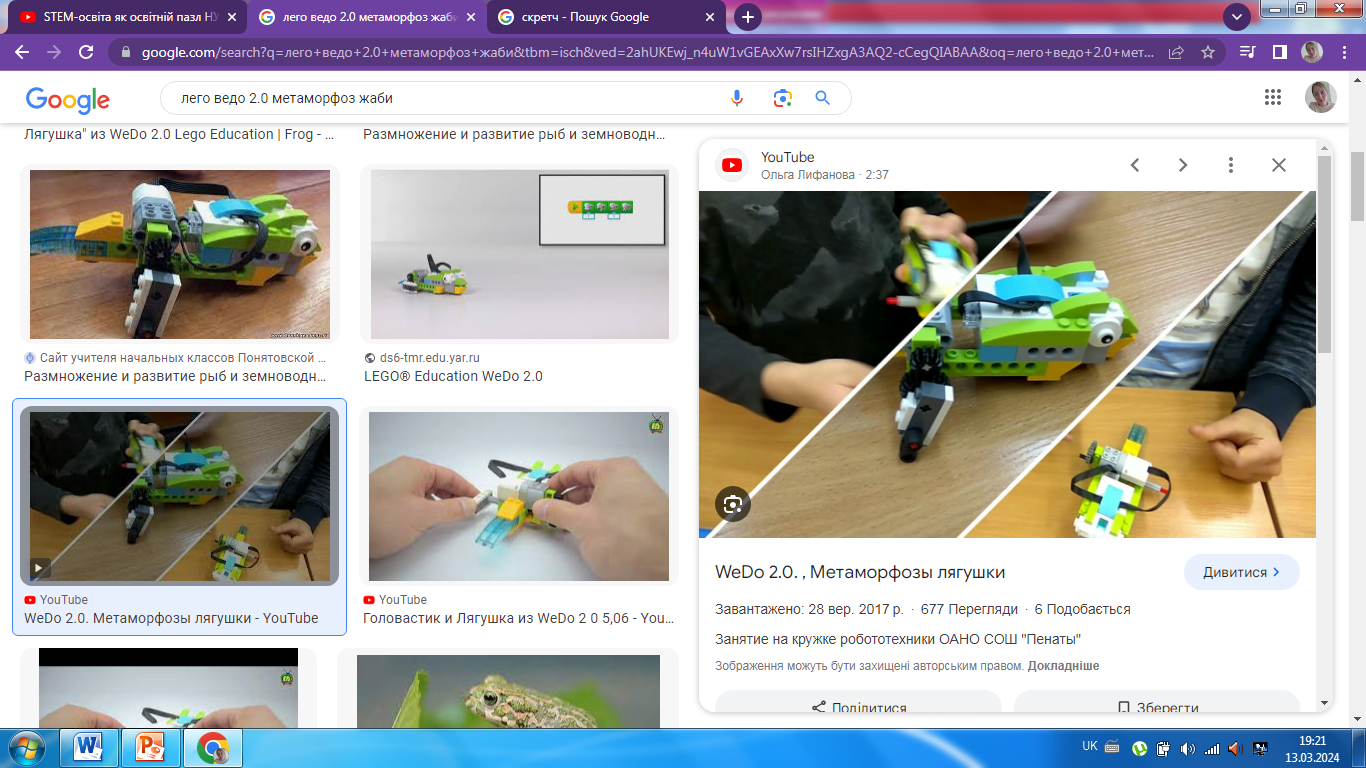 STEM-освіта як освітній пазл НУ
лего ведо 2.0 метаморфоз жаби
скретч - Пошук Google
google.com/search?q=лего+ведо+2.0+метаморфоз+жаби&tbm=isch&ved=2ahUKEwj_n4uW1vGEAxXw7rsIHZxgA3AQ2-cCegQIABAA&oq=лего+ведо+2.0+мет...
Google
лего ведо 2.0 метаморфоз жаби
Лягушка" из WeDo 2.0 Lego Education | Frog - ...
Размножение и развитие рыб и земноводн...
Сайт учителя начальных классов Понятовской ...
Размножение и развитие рыб и земноводн...
ds6-tmr.edu.yar.ru
LEGO® Education WeDo 2.0
YouTube
WeDo 2.0. Метаморфозы лягушки - YouTube
YouTube
Головастик и Лягушка из WeDo 2 0 5,06 - You...
YouTube
Ольга Лифанова · 2:37
WeDo 2.0. , Метаморфозы лягушки
Дивитися
Завантажено: 28 вер. 2017 р. · 677 Перегляди · 6 Подобається
Занятие на кружке робототехники ОАНО СОШ "Пенаты"
Зображення можуть бути захищені авторським правом. Докладніше
Поділитися
Зберегти
UK
19:21
13.03.2024